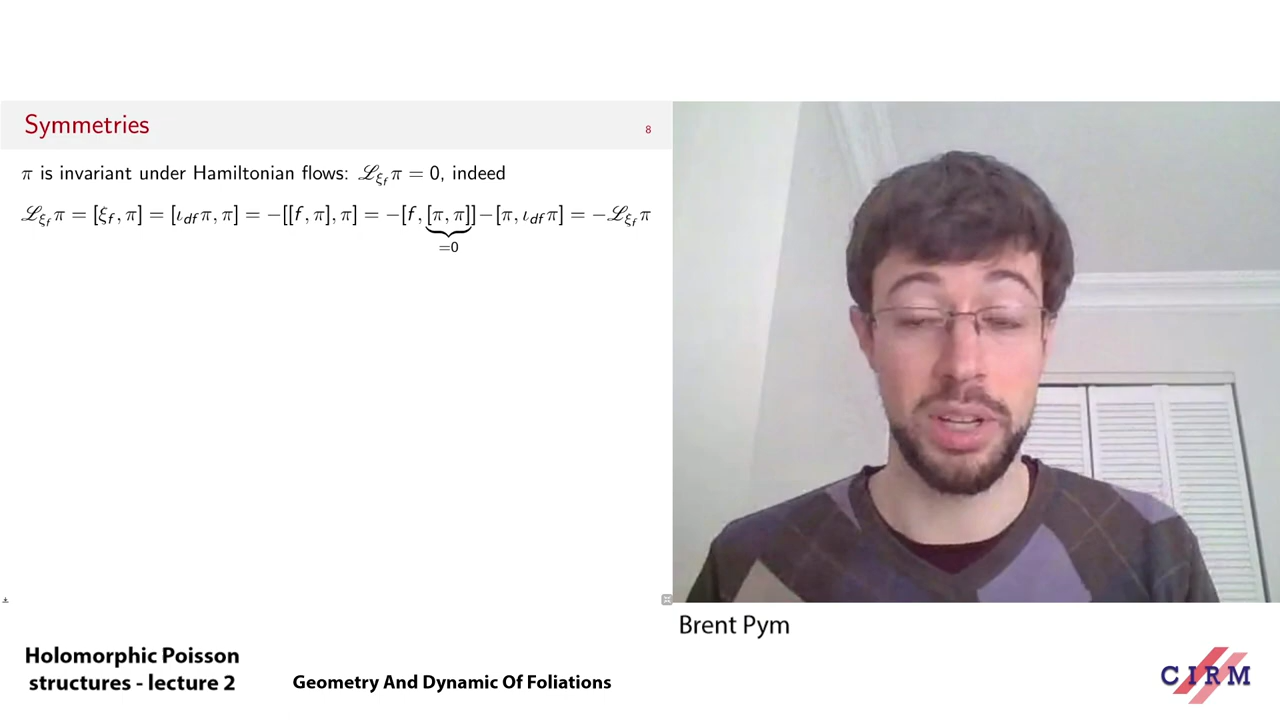 Symmetries
8
π is invariant under Hamiltonian flows: ℒ_{ξ_f} π = 0, indeed
ℒ_{ξ_f} π = [ξ_f, π] = [ι_{df}π, π] = −[[f, π], π] = −[f, [π, π]]−[π, ι_{df}π] = −ℒ_{ξ_f} π
=0
Brent Pym
Holomorphic Poisson
structures - lecture 2
Geometry And Dynamic Of Foliations
CIRM